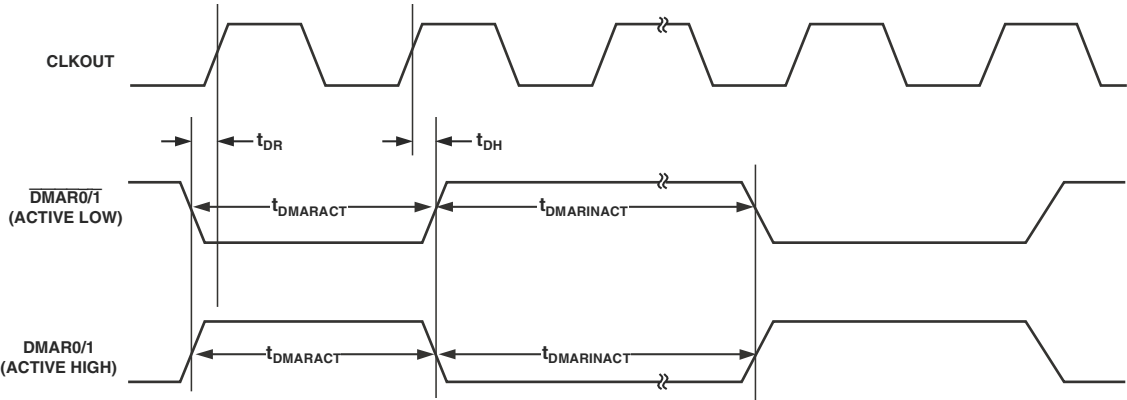 CLKOUT
tDR
tDH
DMAR0/1
(ACTIVE LOW)
tDMARACT
tDMARINACT
DMAR0/1
(ACTIVE HIGH)
tDMARACT
tDMARINACT